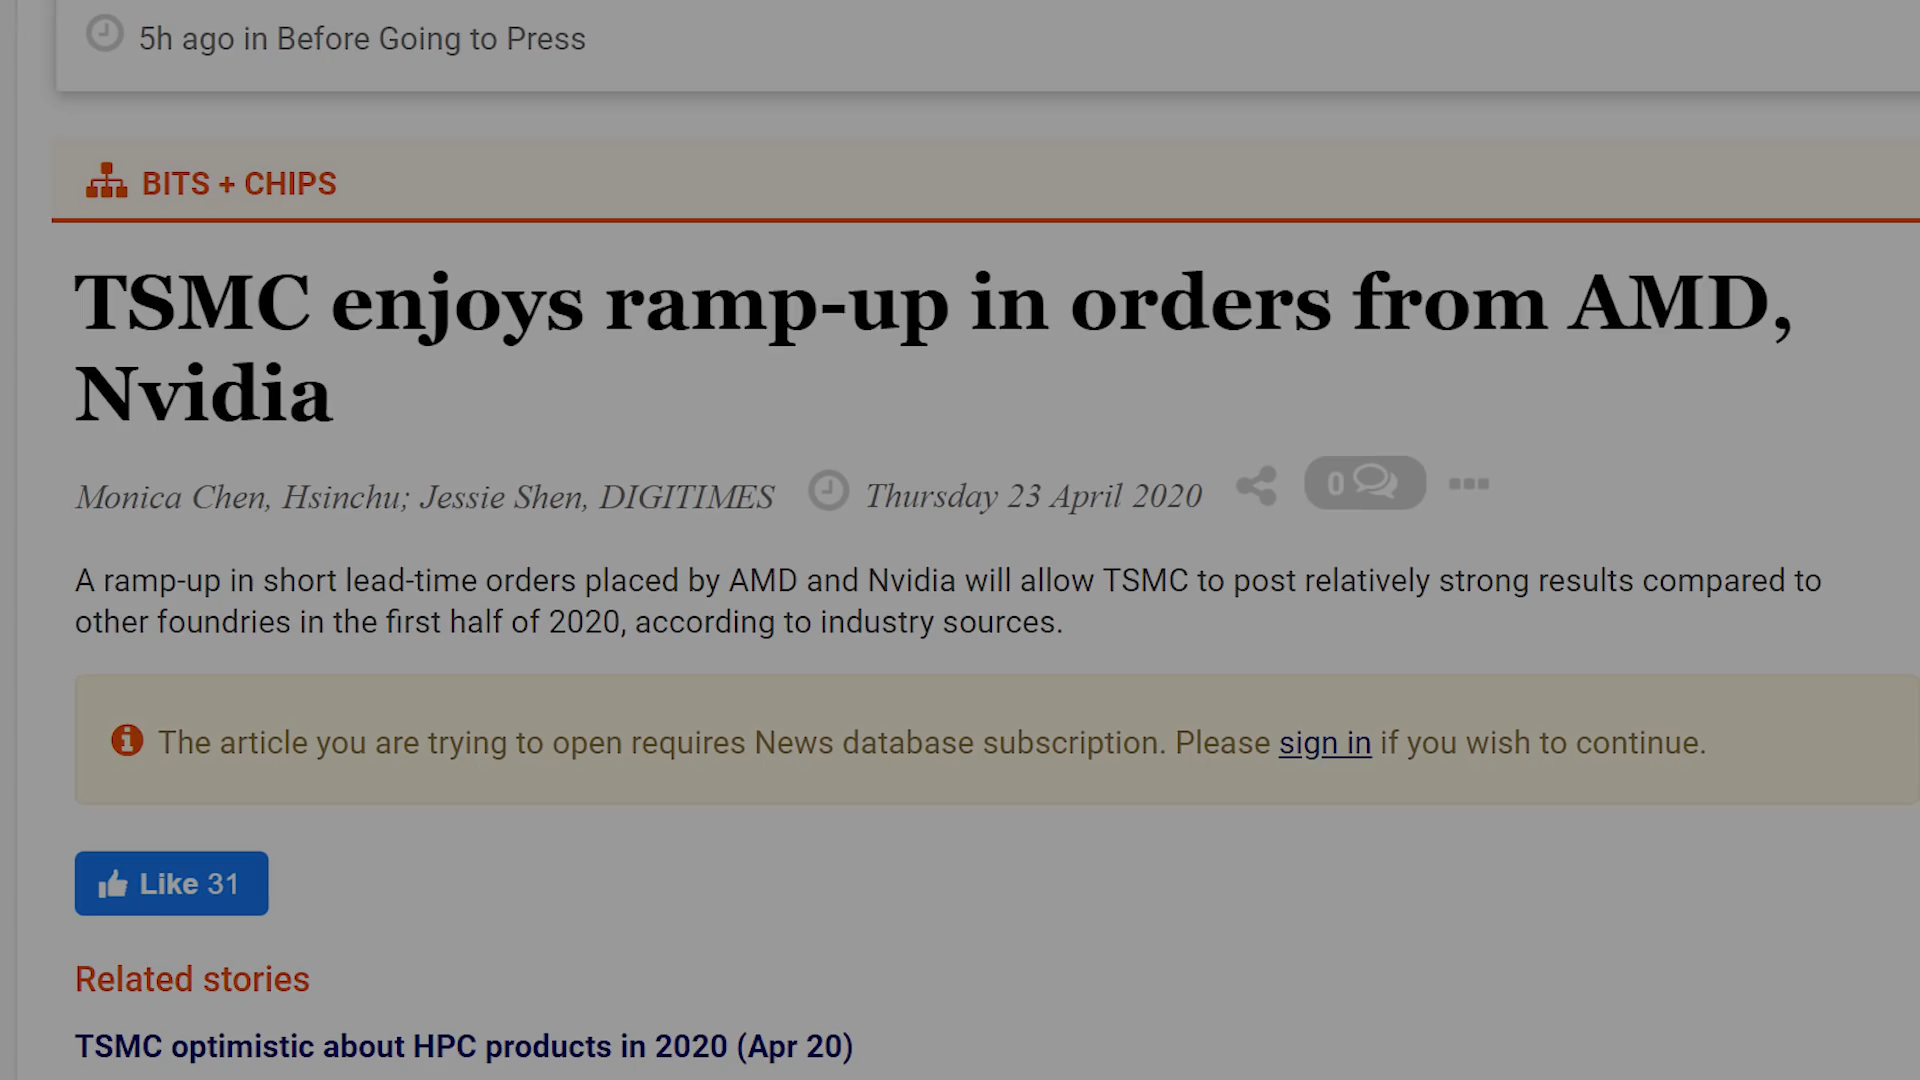 5h ago in Before Going to Press
BITS + CHIPS
TSMC enjoys ramp-up in orders from AMD,
Nvidia
Monica Chen, Hsinchu; Jessie Shen, DIGITIMES Thursday 23 April 2020 0
A ramp-up in short lead-time orders placed by AMD and Nvidia will allow TSMC to post relatively strong results compared to
other foundries in the first half of 2020, according to industry sources.
The article you are trying to open requires News database subscription. Please sign in if you wish to continue.
Like 31
Related stories
TSMC optimistic about HPC products in 2020 (Apr 20)